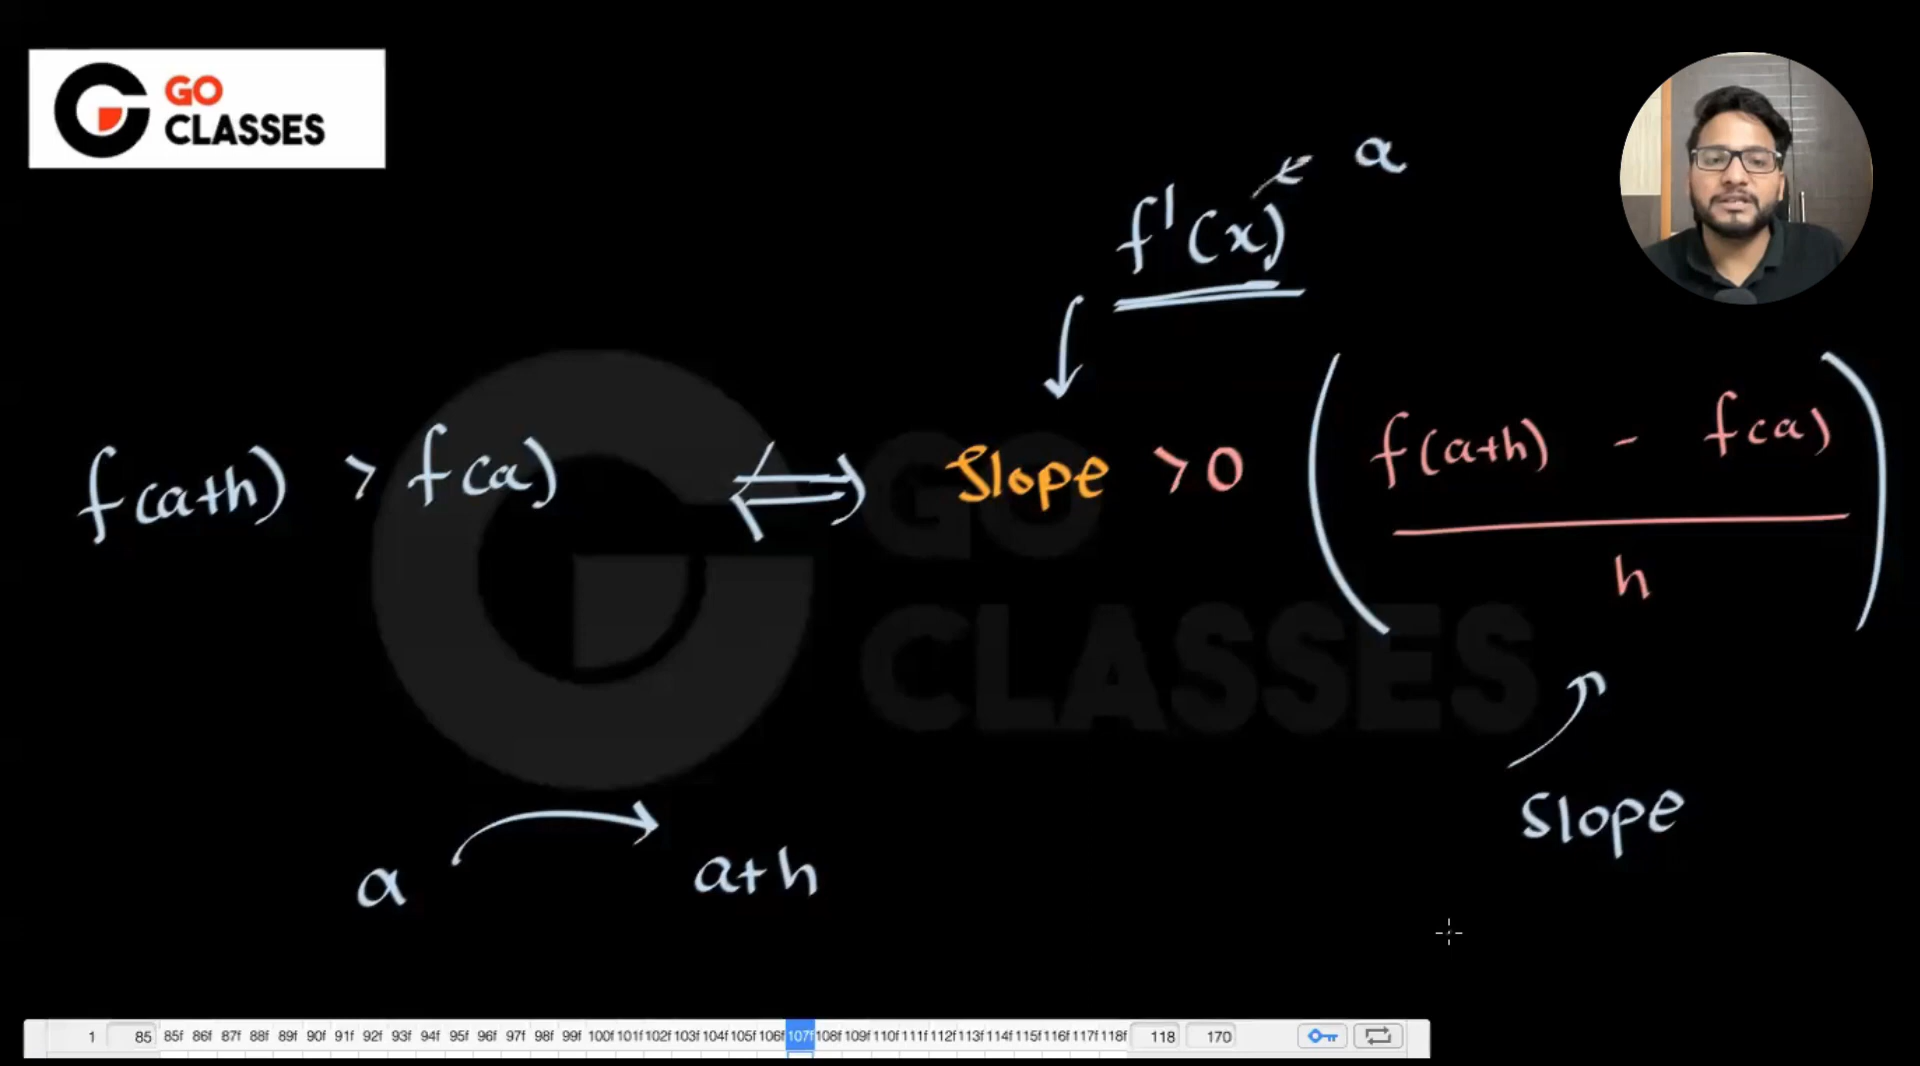 GO
CLASSES
a
f'(x)
f(a+h) > f(a) ⟺ Slope > 0 ( f(a+h) - f(a)
h )
Slope
a → a+h
GO
CLASSES
1 85 85f 86f 87f 88f 89f 90f 91f 92f 93f 94f 95f 96f 97f 98f 99f 100f 101f 102f 103f 104f 105f 106f 107f 108f 109f 110f 111f 112f 113f 114f 115f 116f 117f 118f 118 170